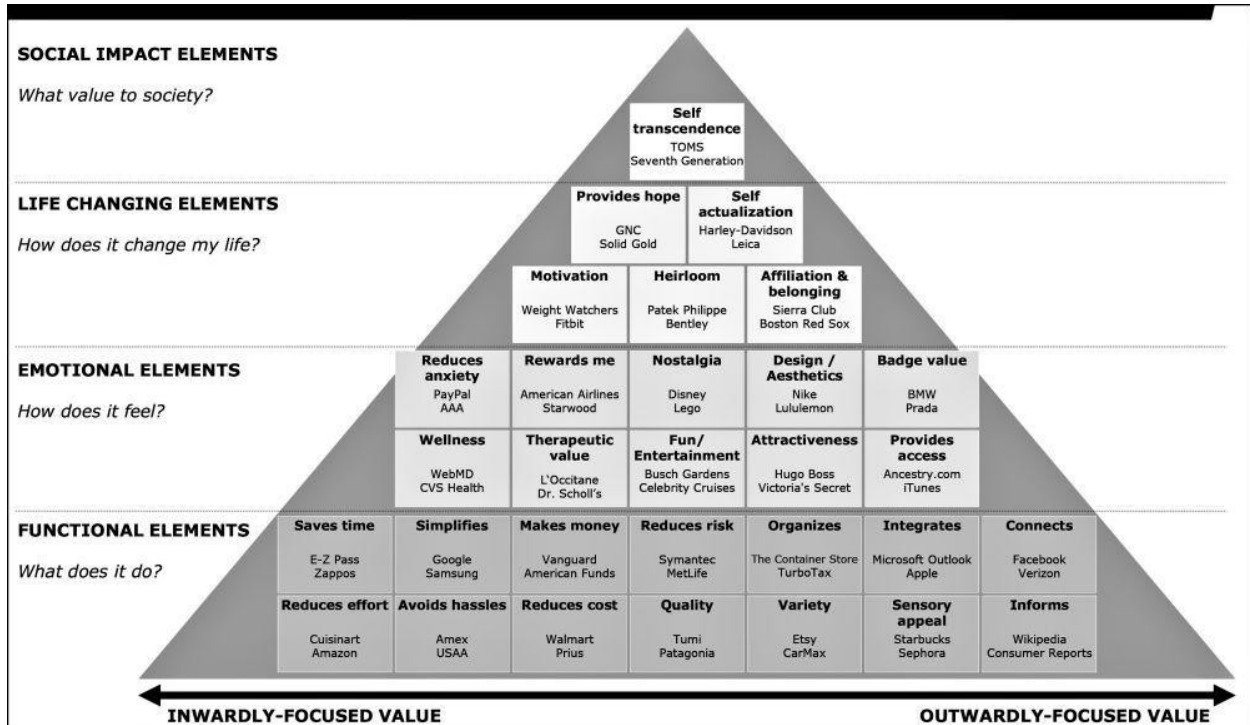 SOCIAL IMPACT ELEMENTS
What value to society?
Self
transcendence
TOMS
Seventh Generation
LIFE CHANGING ELEMENTS
How does it change my life?
Provides hope
GNC
Solid Gold
Self
actualization
Harley-Davidson
Leica
Motivation
Weight Watchers
Fitbit
Heirloom
Patek Philippe
Bentley
Affiliation &
belonging
Sierra Club
Boston Red Sox
EMOTIONAL ELEMENTS
How does it feel?
Reduces
anxiety
PayPal
AAA
Rewards me
American Airlines
Starwood
Nostalgia
Disney
Lego
Design /
Aesthetics
Nike
Lululemon
Badge value
BMW
Prada
Wellness
WebMD
CVS Health
Therapeutic
value
L'Occitane
Dr. Scholl's
Fun/
Entertainment
Busch Gardens
Celebrity Cruises
Attractiveness
Hugo Boss
Victoria's Secret
Provides
access
Ancestry.com
iTunes
FUNCTIONAL ELEMENTS
What does it do?
Saves time
E-Z Pass
Zappos
Simplifies
Google
Samsung
Makes money
Vanguard
American Funds
Reduces risk
Symantec
MetLife
Organizes
The Container Store
TurboTax
Integrates
Microsoft Outlook
Apple
Connects
Facebook
Verizon
Reduces effort
Cuisinart
Amazon
Avoids hassles
Amex
USAA
Reduces cost
Walmart
Prius
Quality
Tumi
Patagonia
Variety
Etsy
CarMax
Sensory
appeal
Starbucks
Sephora
Informs
Wikipedia
Consumer Reports
INWARDLY-FOCUSED VALUE
OUTWARDLY-FOCUSED VALUE